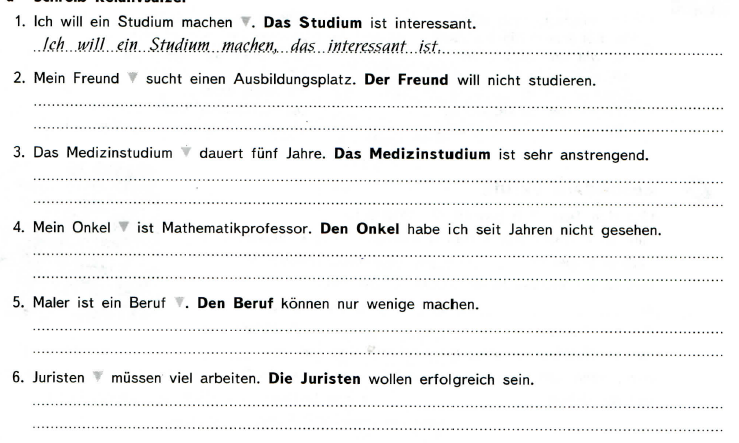 1. Ich will ein Studium machen ▼. Das Studium ist interessant.
Ich will ein Studium machen, das interessant ist.
2. Mein Freund ▼ sucht einen Ausbildungsplatz. Der Freund will nicht studieren.
3. Das Medizinstudium ▼ dauert fünf Jahre. Das Medizinstudium ist sehr anstrengend.
4. Mein Onkel ▼ ist Mathematikprofessor. Den Onkel habe ich seit Jahren nicht gesehen.
5. Maler ist ein Beruf ▼. Den Beruf können nur wenige machen.
6. Juristen ▼ müssen viel arbeiten. Die Juristen wollen erfolgreich sein.